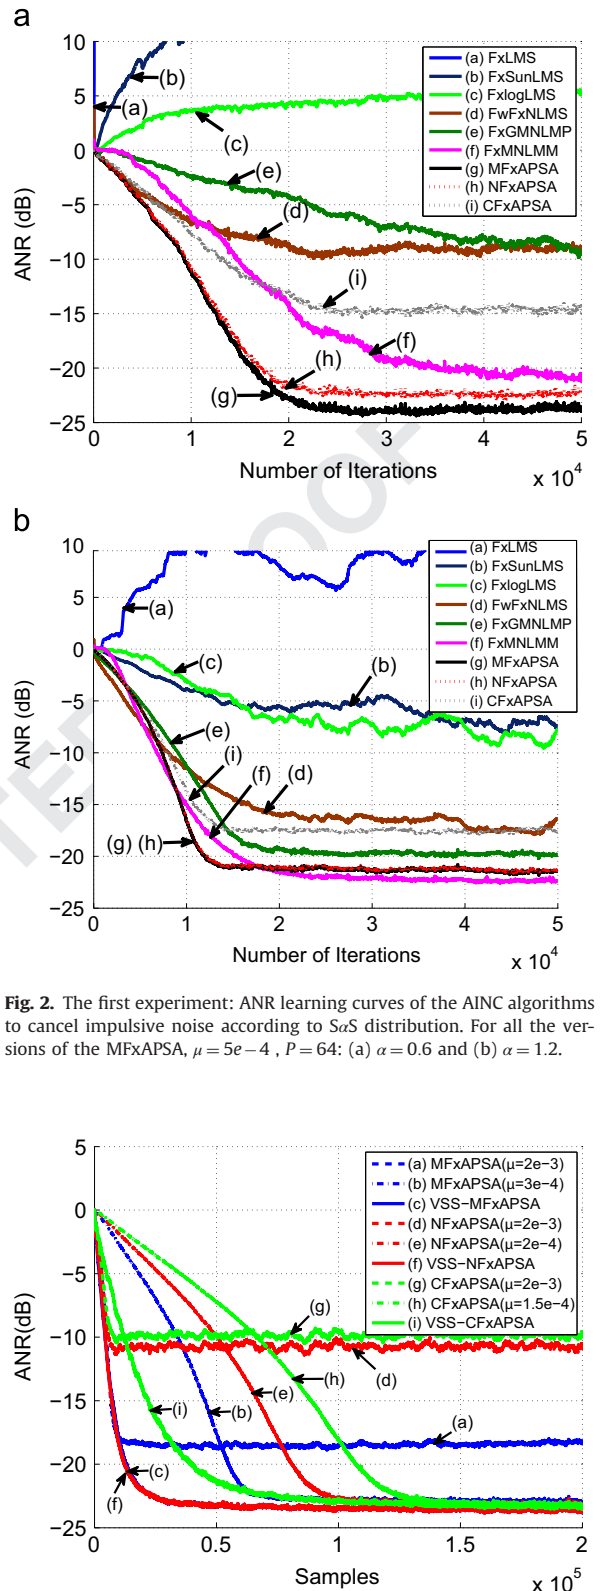 a
10
5
0
−5
−10
−15
−20
−25
ANR (dB)
(a) FxLMS
(b) FxSunLMS
(c) FxlogLMS
(d) FwFxNLMS
(e) FxGMNLMP
(f) FxMNLMM
(g) MFxAPSA
(h) NFxAPSA
(i) CFxAPSA
(b)
(a)
(c)
(e)
(d)
(i)
(f)
(h)
(g)
0 1 2 3 4 5
Number of Iterations
x 10^4
b
10
5
0
−5
−10
−15
−20
−25
ANR (dB)
(a) FxLMS
(b) FxSunLMS
(c) FxlogLMS
(d) FwFxNLMS
(e) FxGMNLMP
(f) FxMNLMM
(g) MFxAPSA
(h) NFxAPSA
(i) CFxAPSA
(a)
(c)
(b)
(e)
(i)
(f)
(d)
(g) (h)
0 1 2 3 4 5
Number of Iterations
x 10^4
Fig. 2. The first experiment: ANR learning curves of the AINC algorithms
to cancel impulsive noise according to SαS distribution. For all the ver-
sions of the MFxAPSA, μ = 5e−4 , P = 64: (a) α = 0.6 and (b) α = 1.2.
5
0
−5
−10
−15
−20
−25
ANR(dB)
(a) MFxAPSA(μ=2e−3)
(b) MFxAPSA(μ=3e−4)
(c) VSS−MFxAPSA
(d) NFxAPSA(μ=2e−3)
(e) NFxAPSA(μ=2e−4)
(f) VSS−NFxAPSA
(g) CFxAPSA(μ=2e−3)
(h) CFxAPSA(μ=1.5e−4)
(i) VSS−CFxAPSA
(g)
(d)
(h)
(e)
(i)
(b)
(a)
(c)
(f)
0 0.5 1 1.5 2
Samples
x 10^5